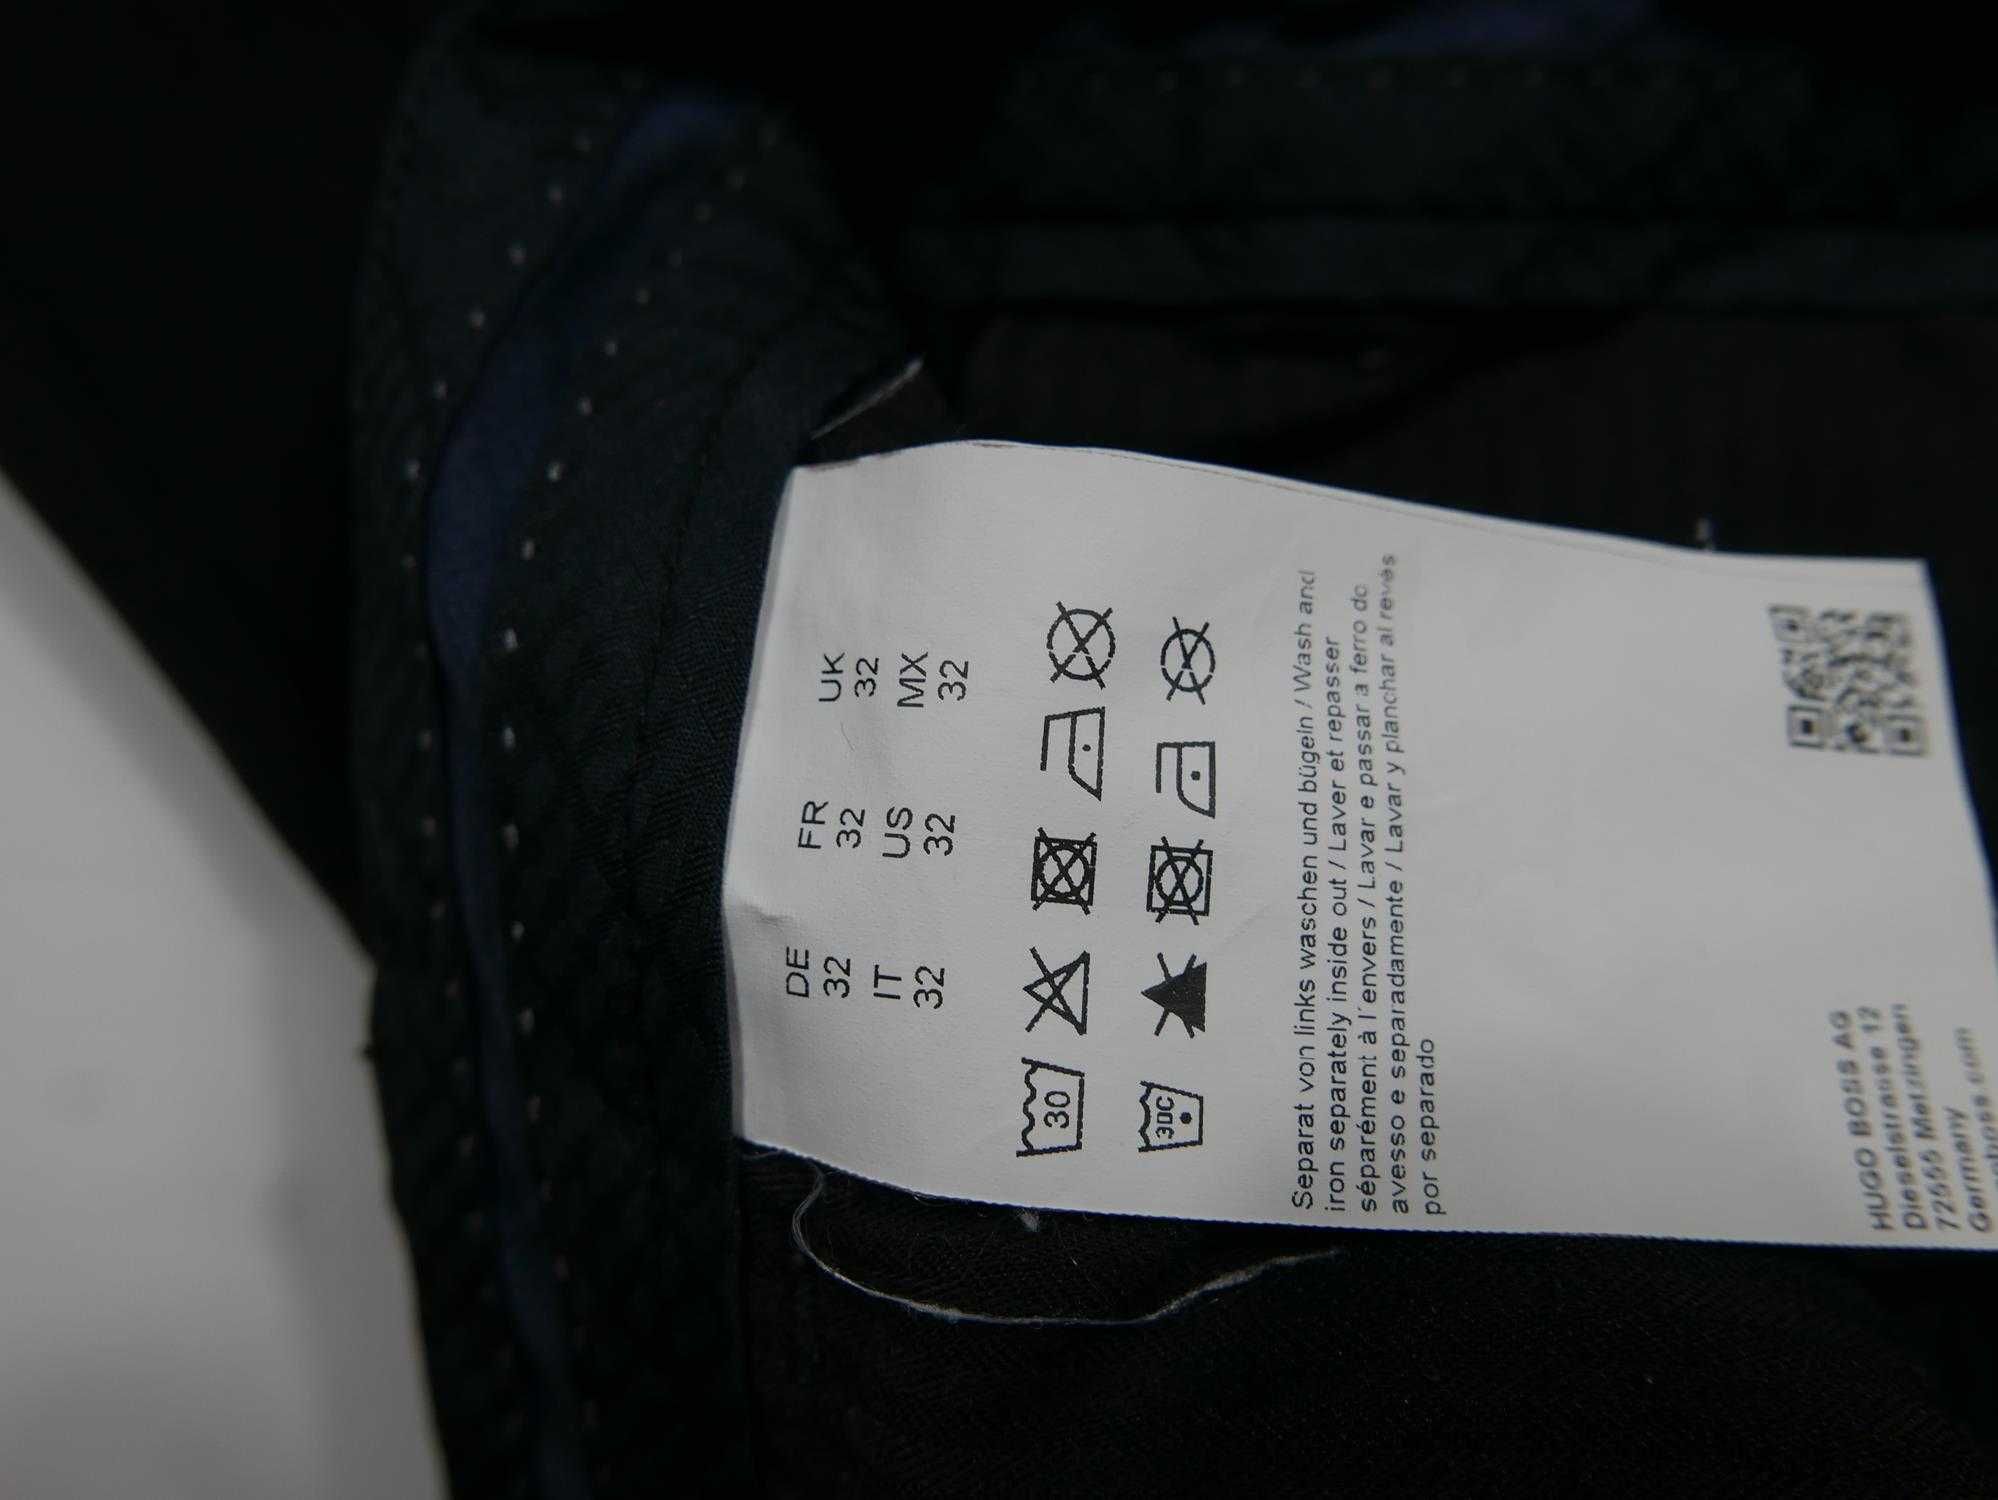 DE FR UK
32 32 32
IT US MX
32 32 32
30
30C
Separat von links waschen und bügeln / Wash and
iron separately inside out / Laver et repasser
séparément à l'envers / Lavar e passar a ferro do
avesso e separadamente / Lavar y planchar al revés
por separado
HUGO BOSS AG
Dieselstrasse 12
72555 Metzingen
Germany